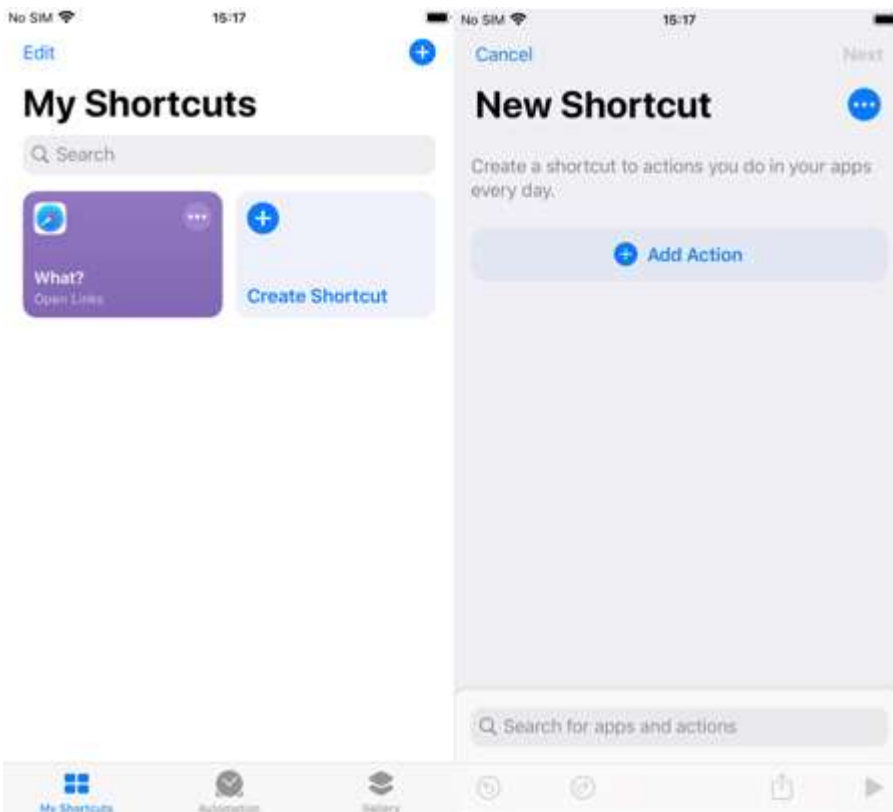 No SIM 15:17
Edit
My Shortcuts
Search
What?
Open Links
Create Shortcut
My Shortcuts
Automation
Gallery
No SIM 15:17
Cancel Next
New Shortcut
Create a shortcut to actions you do in your apps
every day.
Add Action
Search for apps and actions